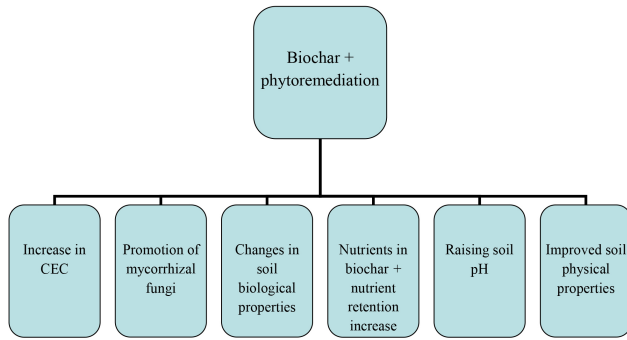 Biochar +
phytoremediation
Increase in
CEC
Promotion of
mycorrhizal
fungi
Changes in
soil
biological
properties
Nutrients in
biochar +
nutrient
retention
increase
Raising soil
pH
Improved soil
physical
properties